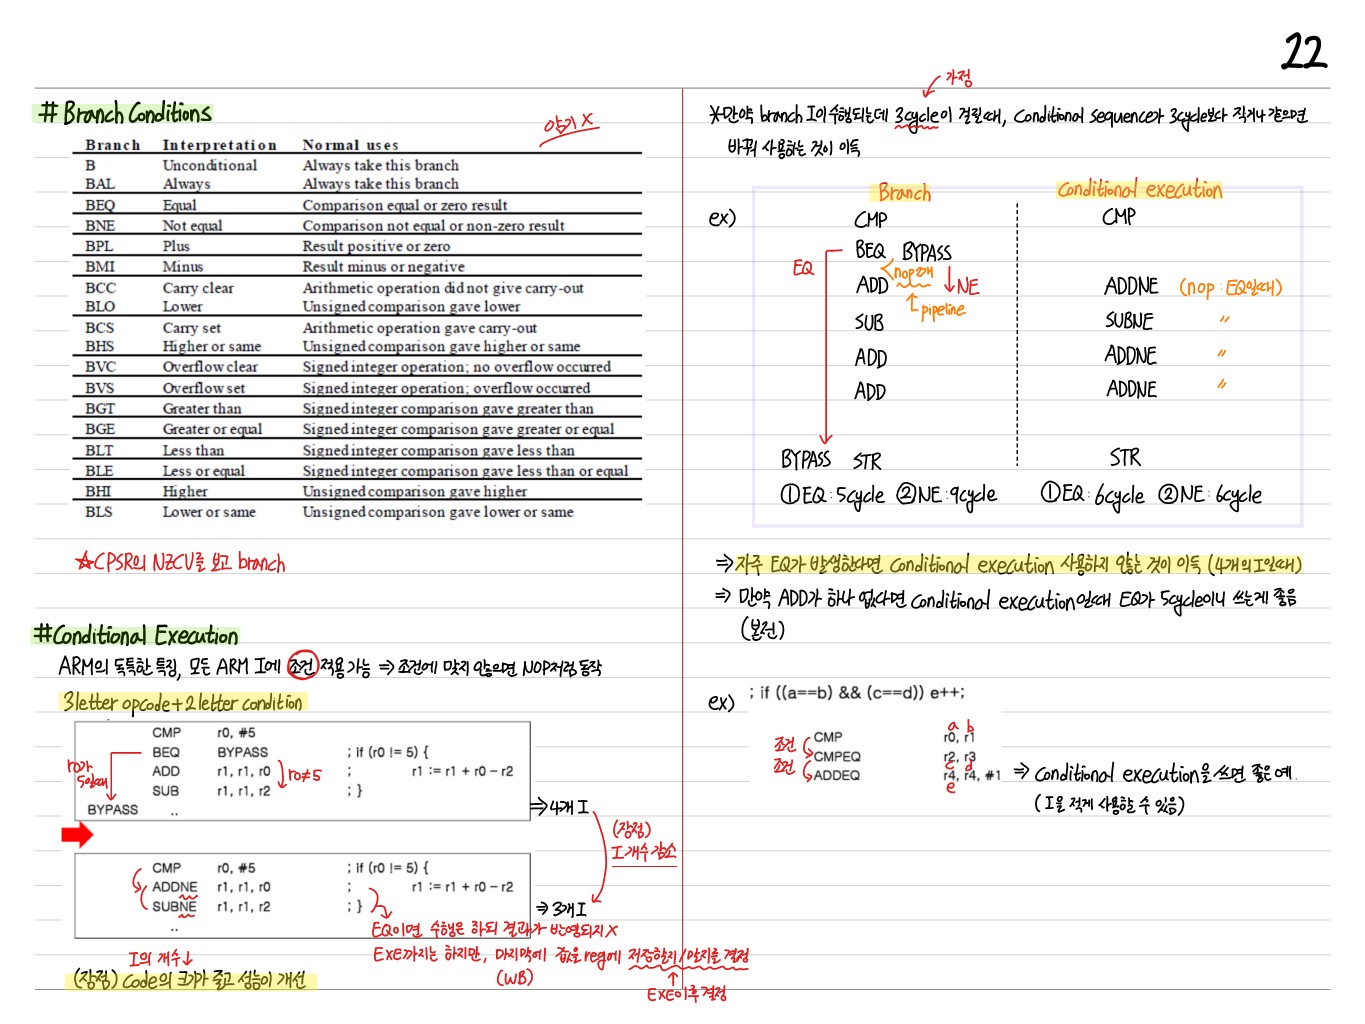 22
# Branch Conditions
암기 X
Branch Interpretation Normal uses
B Unconditional Always take this branch
BAL Always Always take this branch
BEQ Equal Comparison equal or zero result
BNE Not equal Comparison not equal or non-zero result
BPL Plus Result positive or zero
BMI Minus Result minus or negative
BCC Carry clear Arithmetic operation did not give carry-out
BLO Lower Unsigned comparison gave lower
BCS Carry set Arithmetic operation gave carry-out
BHS Higher or same Unsigned comparison gave higher or same
BVC Overflow clear Signed integer operation; no overflow occurred
BVS Overflow set Signed integer operation; overflow occurred
BGT Greater than Signed integer comparison gave greater than
BGE Greater or equal Signed integer comparison gave greater or equal
BLT Less than Signed integer comparison gave less than
BLE Less or equal Signed integer comparison gave less than or equal
BHI Higher Unsigned comparison gave higher
BLS Lower or same Unsigned comparison gave lower or same
☆CPSR의 NZCV를 보고 branch
#Conditional Execution
ARM의 독특한 특징, 모든 ARM I에 조건 적용 가능 ⇒ 조건에 맞지 않으면 NOP처럼 동작
3letter opcode+2letter condition
CMP r0, #5
BEQ BYPASS ; if (r0 != 5) {
ADD r1, r1, r0 ; r1 := r1 + r0 – r2
SUB r1, r1, r2 ; }
BYPASS ..
r0가
5일때
r0≠5
⇒ 4개 I
(장점)
I 개수 감소
CMP r0, #5 ; if (r0 != 5) {
ADDNE r1, r1, r0 ; r1 := r1 + r0 – r2
SUBNE r1, r1, r2 ; }
..
⇒ 3개 I
EQ이면 수행은 하되 결과가 반영되지 X
EXE까지는 하지만, 마지막에 값을 reg에 저장할지/말지를 결정
(WB)
EXE이후 결정
I의 개수↓
(장점) Code의 크기가 줄고 성능이 개선
가정
*만약 branch I이 수행되는데 3cycle이 걸릴때, Conditional sequence가 3cycle보다 적거나 같으면
바꿔 사용하는 것이 이득
ex)
Branch
CMP
BEQ BYPASS
nop 2개
ADD
pipeline
SUB
ADD
ADD
BYPASS STR
EQ
NE
①EQ: 5cycle ②NE: 9cycle
Conditional execution
CMP
ADDNE (nop : EQ일때)
SUBNE 〃
ADDNE 〃
ADDNE 〃
STR
①EQ: 6cycle ②NE: 6cycle
⇒ 자주 EQ가 발생한다면 Conditional execution 사용하지 않는 것이 이득 (4개의 I일때)
⇒ 만약 ADD가 하나 없다면 Conditional execution일때 EQ가 5cycle이니 쓰는게 좋음
(본전)
ex) ; if ((a==b) && (c==d)) e++;
a b
CMP r0, r1
조건
CMPEQ r2, r3
조건
c d
ADDEQ r4, r4, #1
e
⇒ Conditional execution을 쓰면 좋은 예.
(I을 적게 사용할 수 있음)